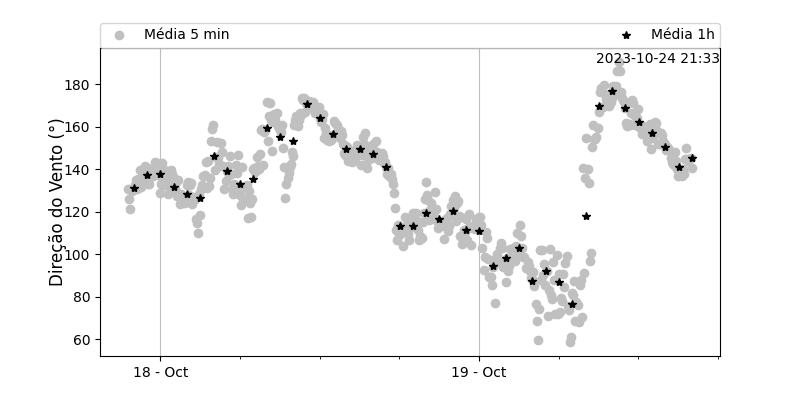 Média 5 min
Média 1h
2023-10-24 21:33
Direção do Vento (°)
180
160
140
120
100
80
60
18 - Oct
19 - Oct